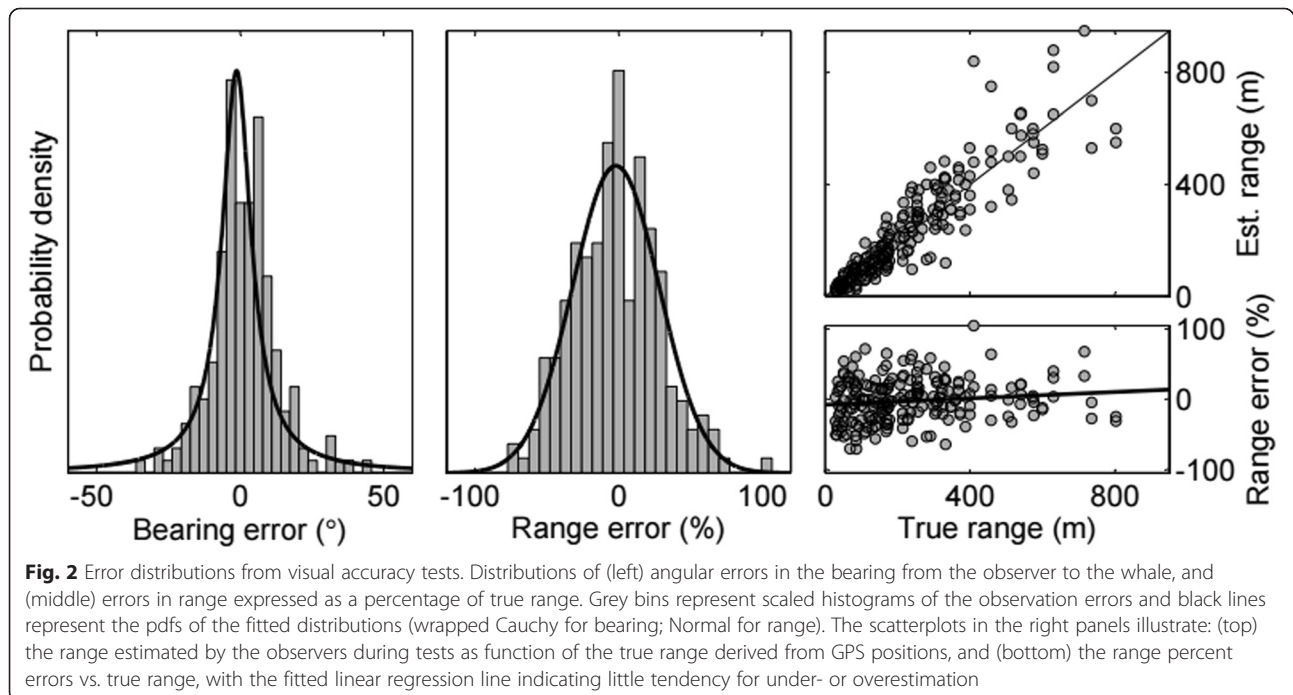 Probability density
-50 0 50
Bearing error (°)
-100 0 100
Range error (%)
800
400
0
Est. range (m)
100
0
-100
Range error (%)
0 400 800
True range (m)
Fig. 2 Error distributions from visual accuracy tests. Distributions of (left) angular errors in the bearing from the observer to the whale, and
(middle) errors in range expressed as a percentage of true range. Grey bins represent scaled histograms of the observation errors and black lines
represent the pdfs of the fitted distributions (wrapped Cauchy for bearing; Normal for range). The scatterplots in the right panels illustrate: (top)
the range estimated by the observers during tests as function of the true range derived from GPS positions, and (bottom) the range percent
errors vs. true range, with the fitted linear regression line indicating little tendency for under- or overestimation